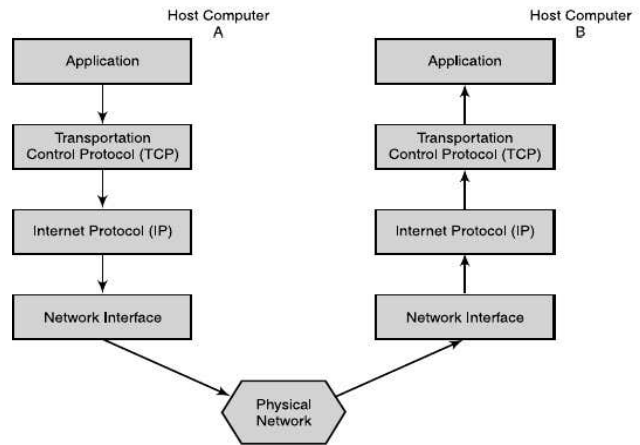 Host Computer
A
Application
Transportation
Control Protocol (TCP)
Internet Protocol (IP)
Network Interface
Host Computer
B
Application
Transportation
Control Protocol (TCP)
Internet Protocol (IP)
Network Interface
Physical
Network